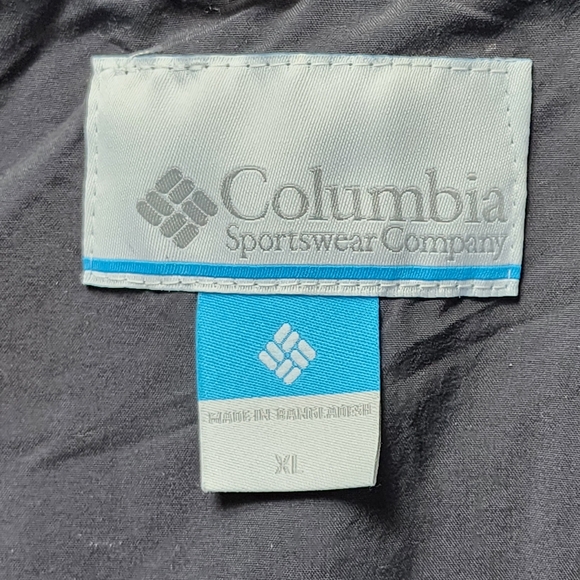 Columbia
Sportswear Company
MADE IN BANGLADESH
XL